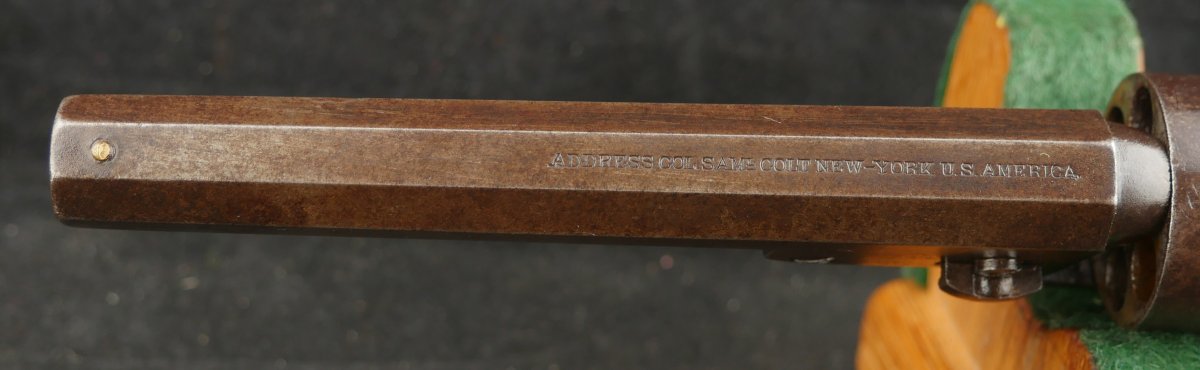 ADDRESS COL. SAML COLT NEW-YORK U.S. AMERICA